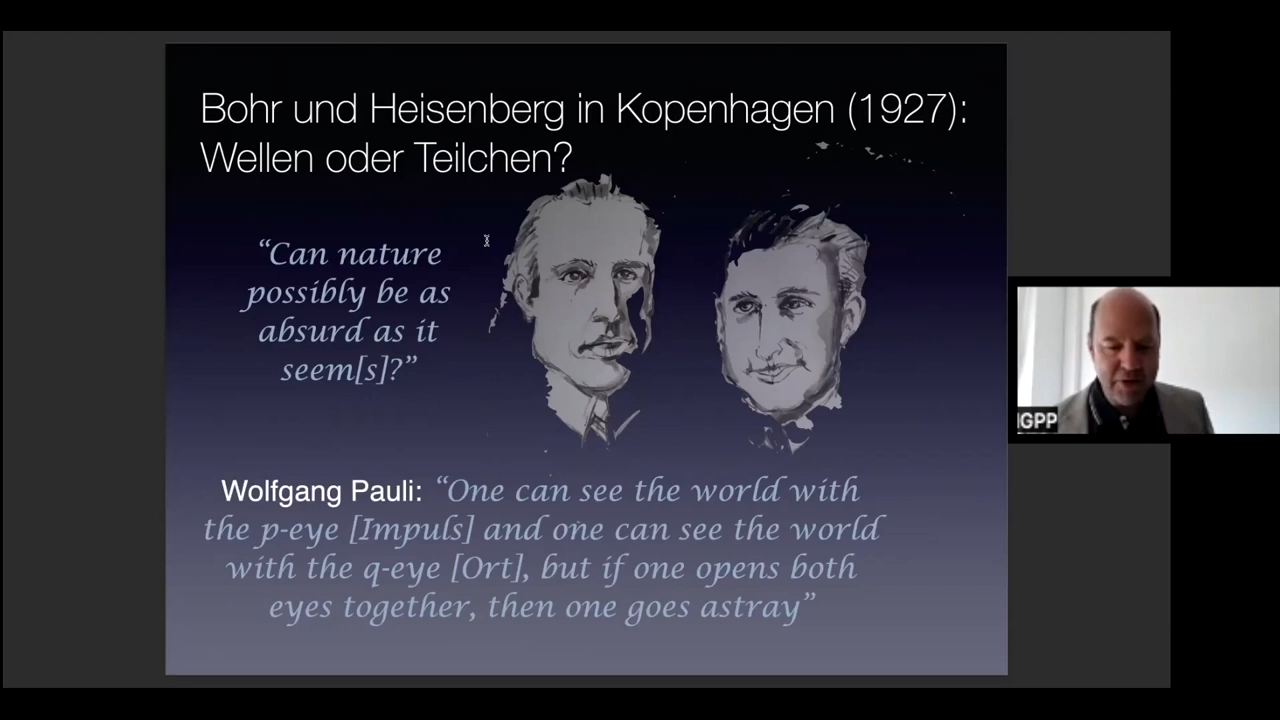 Bohr und Heisenberg in Kopenhagen (1927):
Wellen oder Teilchen?
“Can nature
possibly be as
absurd as it
seem[s]?”
Wolfgang Pauli: “One can see the world with
the p-eye [Impuls] and one can see the world
with the q-eye [Ort], but if one opens both
eyes together, then one goes astray”
IGPP